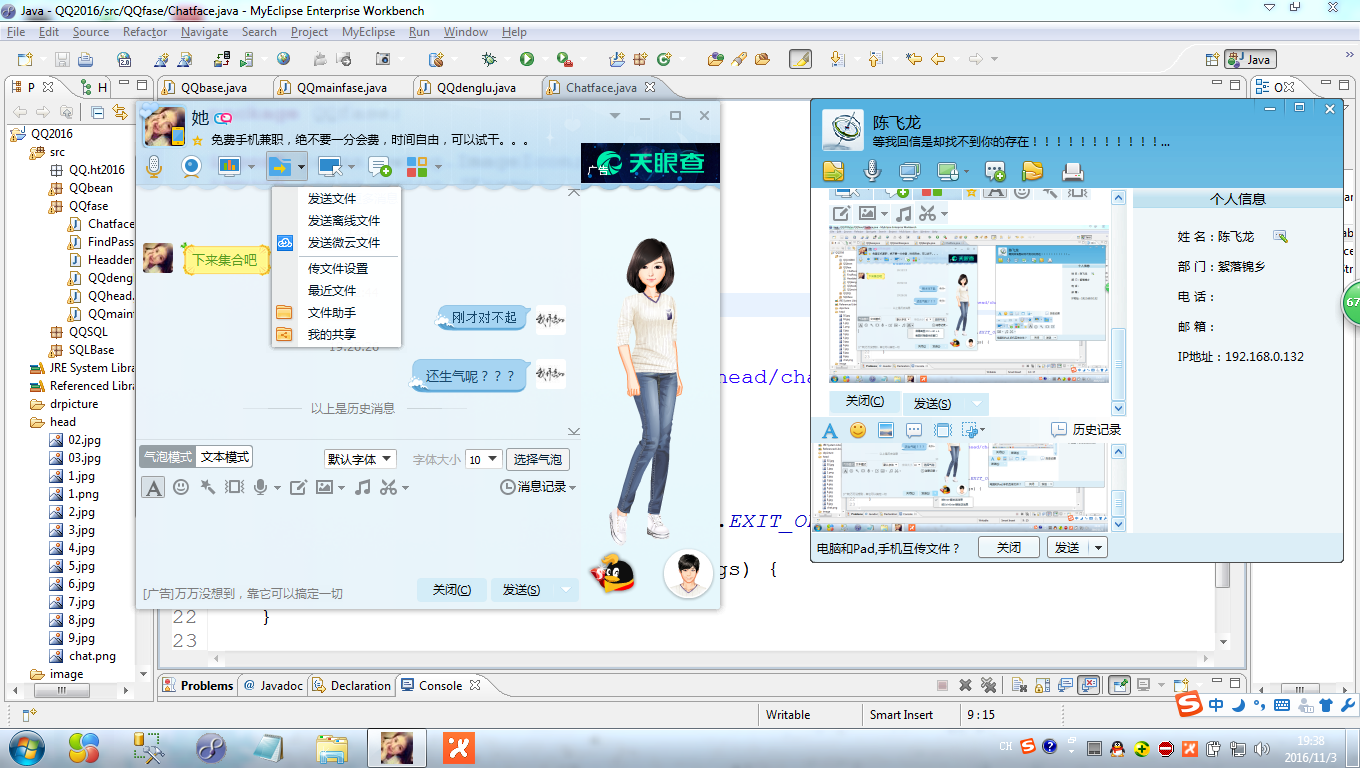 Java - QQ2016/src/QQfase/Chatface.java - MyEclipse Enterprise Workbench
File Edit Source Refactor Navigate Search Project MyEclipse Run Window Help
Java
P
H
QQbase.java
QQmainfase.java
QQdenglu.java
Chatface.java
QQ2016
src
QQ.ht2016
QQbean
QQfase
Chatface
FindPass
Headder
QQdeng
QQhead.
QQmain
QQSQL
SQLBase
JRE System Libra
Referenced Libra
drpicture
head
02.jpg
03.jpg
1.jpg
1.png
2.jpg
3.jpg
4.jpg
5.jpg
6.jpg
7.jpg
8.jpg
9.jpg
chat.png
image
她
免费手机兼职，绝不要一分会费，时间自由，可以试干。。。
广告
天眼查
发送文件
发送离线文件
发送微云文件
传文件设置
最近文件
文件助手
我的共享
下来集合吧
刚才对不起
19:26:26
还生气呢？？？
以上是历史消息
气泡模式 文本模式
默认字体
字体大小
10
选择气泡
消息记录
[广告]万万没想到，靠它可以搞定一切
关闭(C)
发送(S)
head/cha
.EXIT_O
gs) {
22
}
23
陈飞龙
等我回信是却找不到你的存在！！！！！！！！！！！...
个人信息
姓 名：陈飞龙
部 门：絮落锦乡
电 话：
邮 箱：
IP地址：192.168.0.132
关闭(C)
发送(S)
历史记录
电脑和Pad,手机互传文件？
关闭
发送
67
Problems
@ Javadoc
Declaration
Console
Writable
Smart Insert
9 : 15
中
CH
19:38
2016/11/3